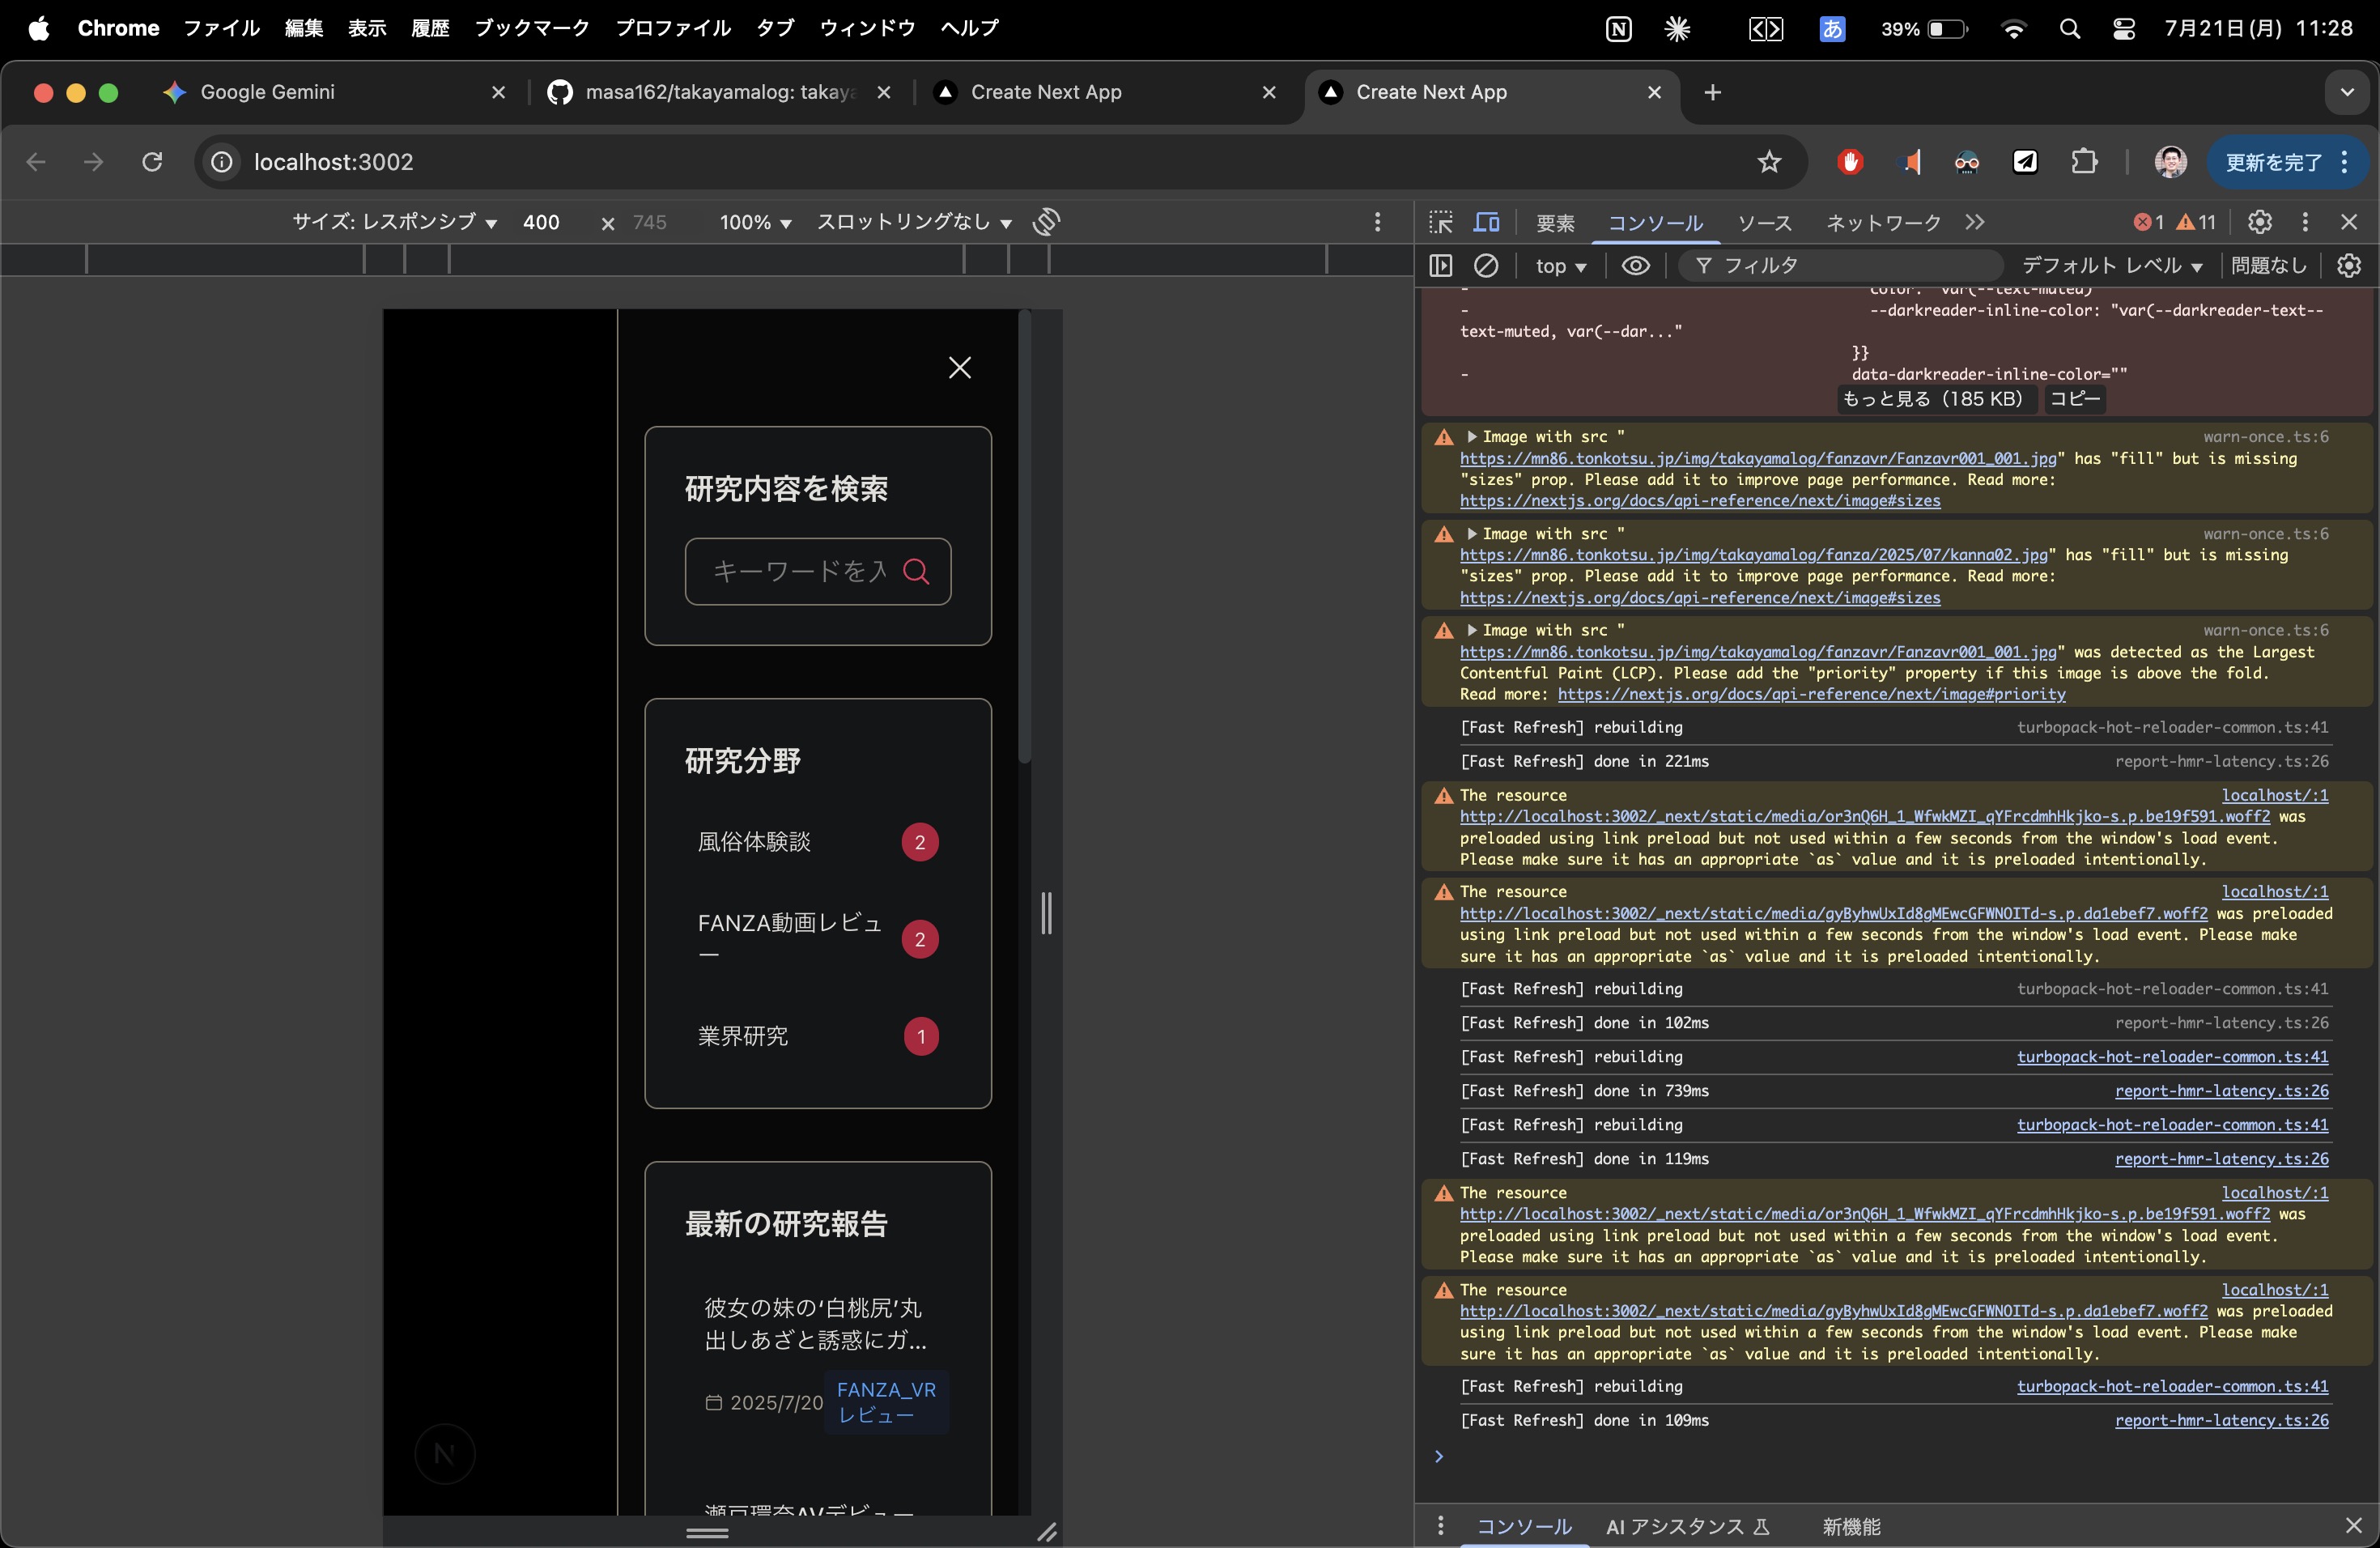 Chrome ファイル 編集 表示 履歴 ブックマーク プロファイル タブ ウィンドウ ヘルプ
あ 39% 7月21日(月) 11:28
Google Gemini
masa162/takayamalog: takaya
Create Next App
Create Next App
localhost:3002
更新を完了
サイズ: レスポンシブ ▼ 400 × 745 100% ▼ スロットリングなし ▼
研究内容を検索
キーワードを入
研究分野
風俗体験談 2
FANZA動画レビュ
ー
2
業界研究 1
最新の研究報告
彼女の妹の‘白桃尻’丸
出しあざと誘惑にガ...
2025/7/20
FANZA_VR
レビュー
瀬戸環奈AVデビュー
N
要素 コンソール ソース ネットワーク 1 11
top ▼ フィルタ デフォルト レベル ▼ 問題なし
- color: "var(--text-muted)"
- --darkreader-inline-color: "var(--darkreader-text--
text-muted, var(--dar..."
}}
- data-darkreader-inline-color=""
もっと見る（185 KB） コピー
Image with src " warn-once.ts:6
https://mn86.tonkotsu.jp/img/takayamalog/fanzavr/Fanzavr001_001.jpg" has "fill" but is missing
"sizes" prop. Please add it to improve page performance. Read more:
https://nextjs.org/docs/api-reference/next/image#sizes
Image with src " warn-once.ts:6
https://mn86.tonkotsu.jp/img/takayamalog/fanza/2025/07/kanna02.jpg" has "fill" but is missing
"sizes" prop. Please add it to improve page performance. Read more:
https://nextjs.org/docs/api-reference/next/image#sizes
Image with src " warn-once.ts:6
https://mn86.tonkotsu.jp/img/takayamalog/fanzavr/Fanzavr001_001.jpg" was detected as the Largest
Contentful Paint (LCP). Please add the "priority" property if this image is above the fold.
Read more: https://nextjs.org/docs/api-reference/next/image#priority
[Fast Refresh] rebuilding turbopack-hot-reloader-common.ts:41
[Fast Refresh] done in 221ms report-hmr-latency.ts:26
The resource localhost/:1
http://localhost:3002/_next/static/media/or3nQ6H_1_WfwkMZI_qYFrcdmhHkjko-s.p.be19f591.woff2 was
preloaded using link preload but not used within a few seconds from the window's load event.
Please make sure it has an appropriate `as` value and it is preloaded intentionally.
The resource localhost/:1
http://localhost:3002/_next/static/media/gyByhwUxId8gMEwcGFWNOITd-s.p.da1ebef7.woff2 was preloaded
using link preload but not used within a few seconds from the window's load event. Please make
sure it has an appropriate `as` value and it is preloaded intentionally.
[Fast Refresh] rebuilding turbopack-hot-reloader-common.ts:41
[Fast Refresh] done in 102ms report-hmr-latency.ts:26
[Fast Refresh] rebuilding turbopack-hot-reloader-common.ts:41
[Fast Refresh] done in 739ms report-hmr-latency.ts:26
[Fast Refresh] rebuilding turbopack-hot-reloader-common.ts:41
[Fast Refresh] done in 119ms report-hmr-latency.ts:26
The resource localhost/:1
http://localhost:3002/_next/static/media/or3nQ6H_1_WfwkMZI_qYFrcdmhHkjko-s.p.be19f591.woff2 was
preloaded using link preload but not used within a few seconds from the window's load event.
Please make sure it has an appropriate `as` value and it is preloaded intentionally.
The resource localhost/:1
http://localhost:3002/_next/static/media/gyByhwUxId8gMEwcGFWNOITd-s.p.da1ebef7.woff2 was preloaded
using link preload but not used within a few seconds from the window's load event. Please make
sure it has an appropriate `as` value and it is preloaded intentionally.
[Fast Refresh] rebuilding turbopack-hot-reloader-common.ts:41
[Fast Refresh] done in 109ms report-hmr-latency.ts:26
コンソール AI アシスタンス 新機能